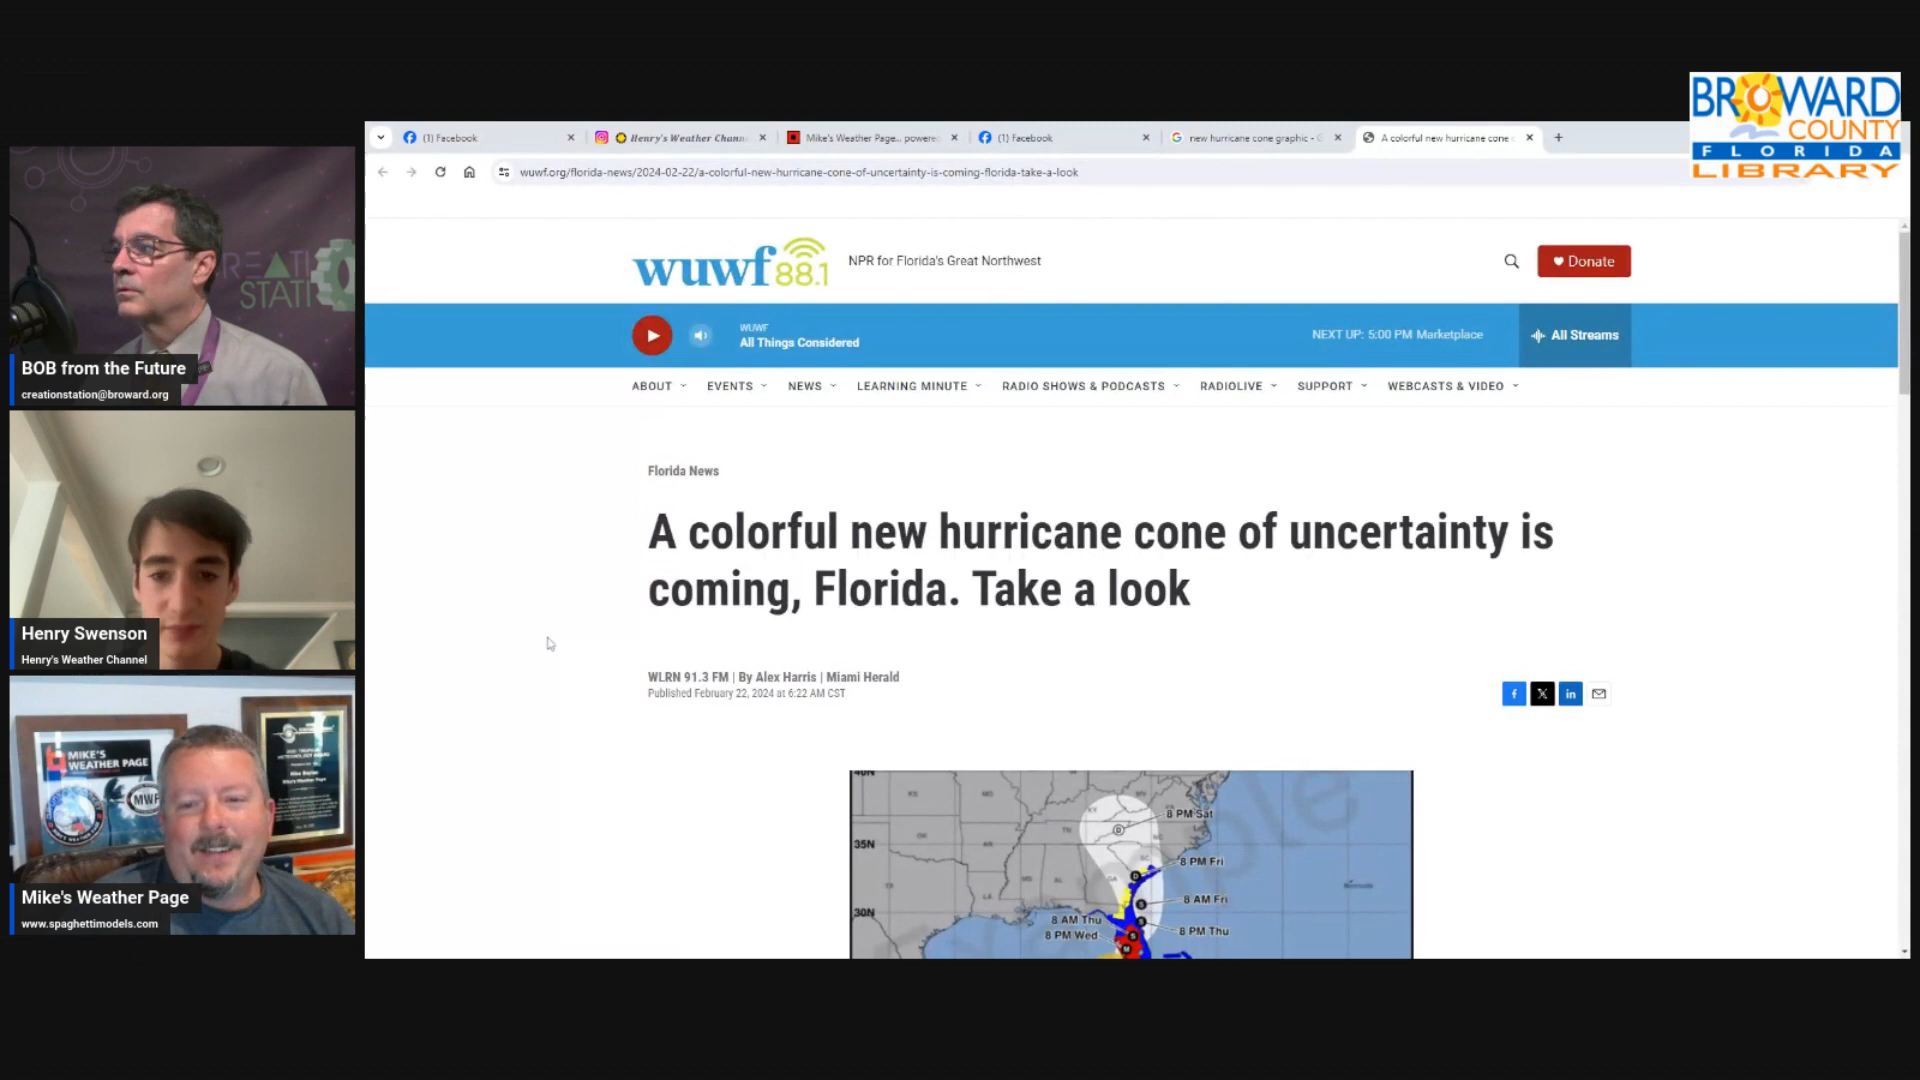 BROWARD
COUNTY
FLORIDA
LIBRARY
(1) Facebook
Henry's Weather Chann
Mike's Weather Page... powere
(1) Facebook
new hurricane cone graphic - G
A colorful new hurricane cone
wuwf.org/florida-news/2024-02-22/a-colorful-new-hurricane-cone-of-uncertainty-is-coming-florida-take-a-look
wuwf 88.1
NPR for Florida's Great Northwest
Donate
WUWF
All Things Considered
NEXT UP: 5:00 PM Marketplace
All Streams
ABOUT EVENTS NEWS LEARNING MINUTE RADIO SHOWS & PODCASTS RADIOLIVE SUPPORT WEBCASTS & VIDEO
Florida News
A colorful new hurricane cone of uncertainty is
coming, Florida. Take a look
WLRN 91.3 FM | By Alex Harris | Miami Herald
Published February 22, 2024 at 6:22 AM CST
40N
8 PM Sat
35N
8 PM Fri
8 AM Fri
30N
8 AM Thu
8 PM Thu
8 PM Wed
CREATI
STATI
BOB from the Future
creationstation@broward.org
Henry Swenson
Henry's Weather Channel
MIKE'S
WEATHER PAGE
MWP
Mike's Weather Page
www.spaghettimodels.com